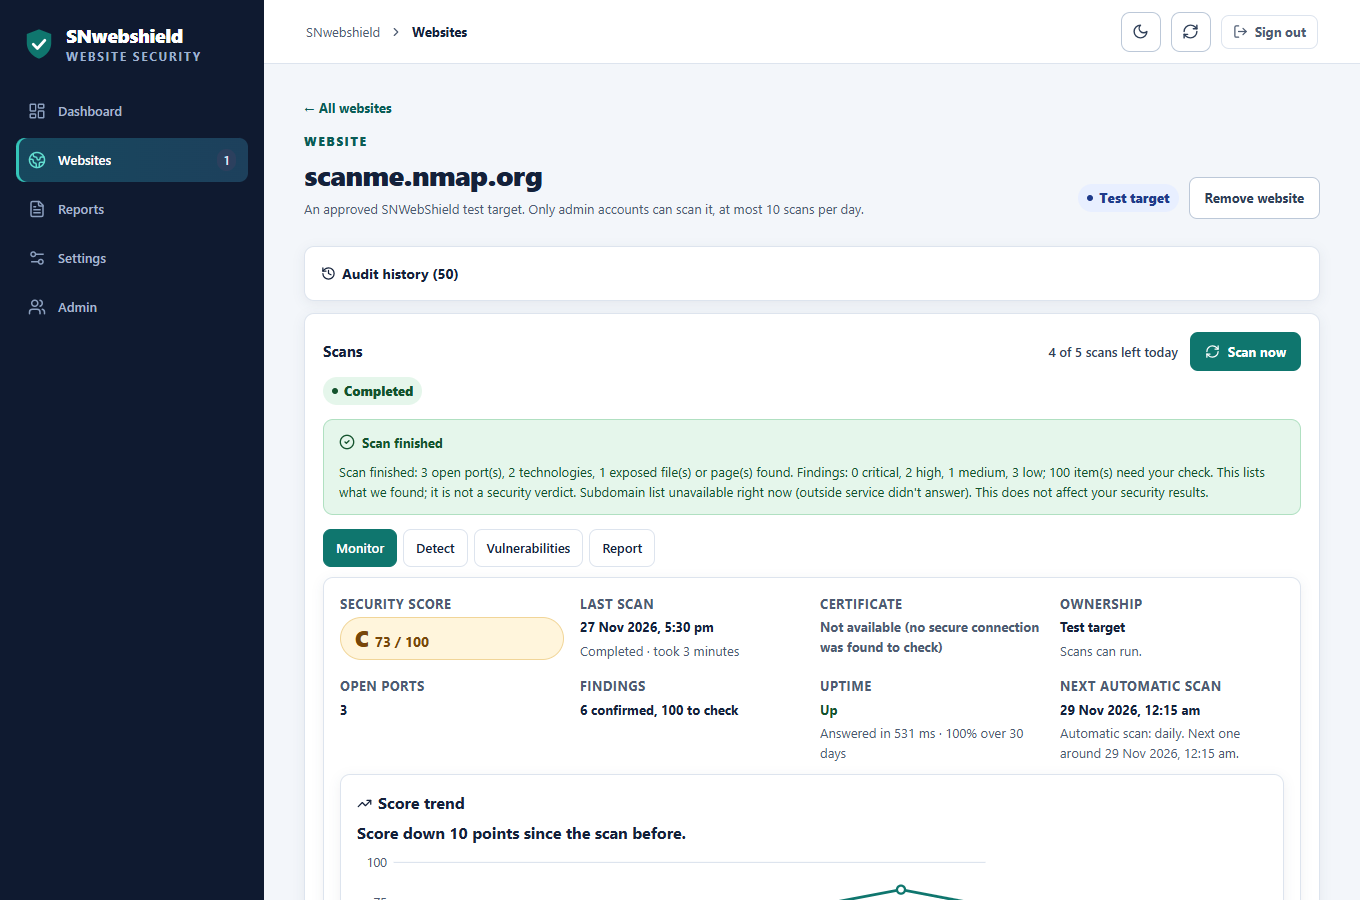 SNwebshield
WEBSITE SECURITY
Dashboard
Websites 1
Reports
Settings
Admin
SNwebshield > Websites
Sign out
← All websites
WEBSITE
scanme.nmap.org
An approved SNWebShield test target. Only admin accounts can scan it, at most 10 scans per day.
• Test target
Remove website
Audit history (50)
Scans
4 of 5 scans left today
Scan now
• Completed
Scan finished
Scan finished: 3 open port(s), 2 technologies, 1 exposed file(s) or page(s) found. Findings: 0 critical, 2 high, 1 medium, 3 low; 100 item(s) need your check. This lists
what we found; it is not a security verdict. Subdomain list unavailable right now (outside service didn't answer). This does not affect your security results.
Monitor
Detect
Vulnerabilities
Report
SECURITY SCORE
C 73 / 100
LAST SCAN
27 Nov 2026, 5:30 pm
Completed · took 3 minutes
CERTIFICATE
Not available (no secure connection
was found to check)
OWNERSHIP
Test target
Scans can run.
OPEN PORTS
3
FINDINGS
6 confirmed, 100 to check
UPTIME
Up
Answered in 531 ms · 100% over 30
days
NEXT AUTOMATIC SCAN
29 Nov 2026, 12:15 am
Automatic scan: daily. Next one
around 29 Nov 2026, 12:15 am.
Score trend
Score down 10 points since the scan before.
100